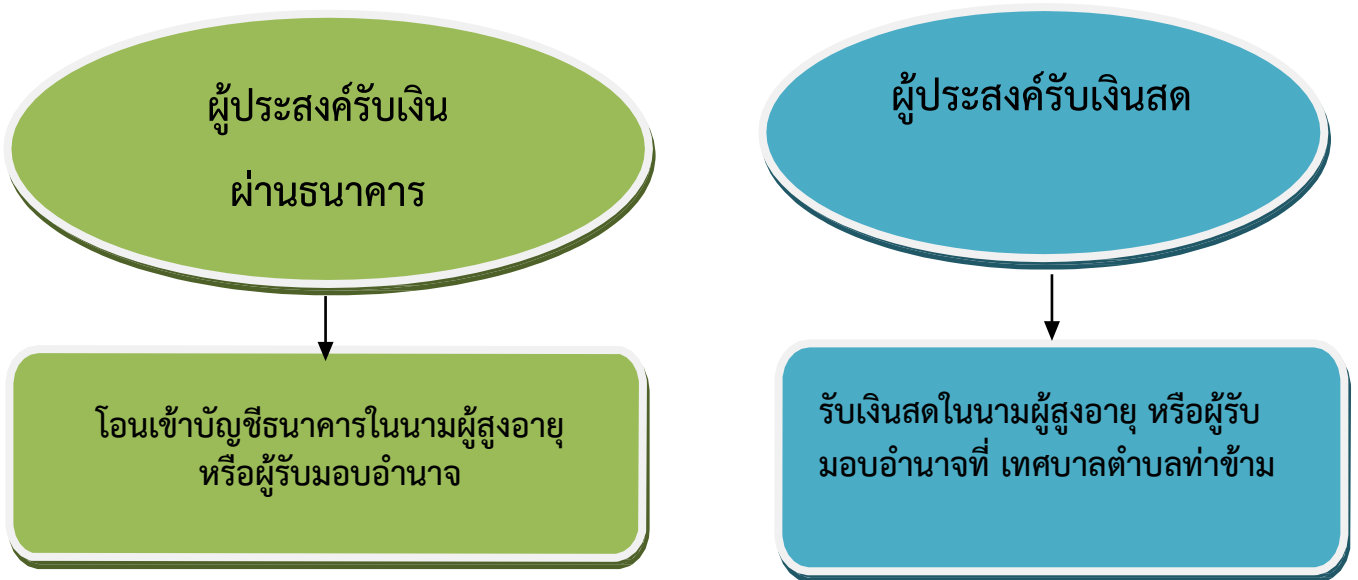 ผู้ประสงค์รับเงิน
ผ่านธนาคาร
โอนเข้าบัญชีธนาคารในนามผู้สูงอายุ
หรือผู้รับมอบอำนาจ
ผู้ประสงค์รับเงินสด
รับเงินสดในนามผู้สูงอายุ หรือผู้รับ
มอบอำนาจที่ เทศบาลตำบลท่าข้าม